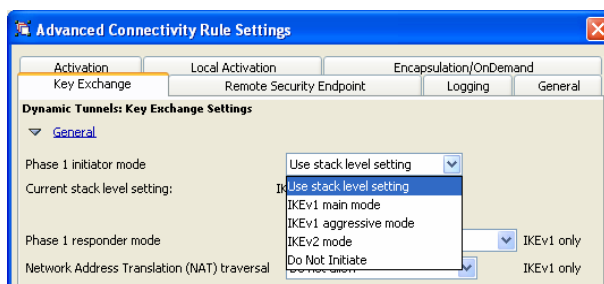 Advanced Connectivity Rule Settings
Activation Local Activation Encapsulation/OnDemand
Key Exchange Remote Security Endpoint Logging General
Dynamic Tunnels: Key Exchange Settings
General
Phase 1 initiator mode Use stack level setting
Current stack level setting: IK
Use stack level setting
IKEv1 main mode
IKEv1 aggressive mode
IKEv2 mode
Do Not Initiate
Phase 1 responder mode IKEv1 only
Network Address Translation (NAT) traversal IKEv1 only